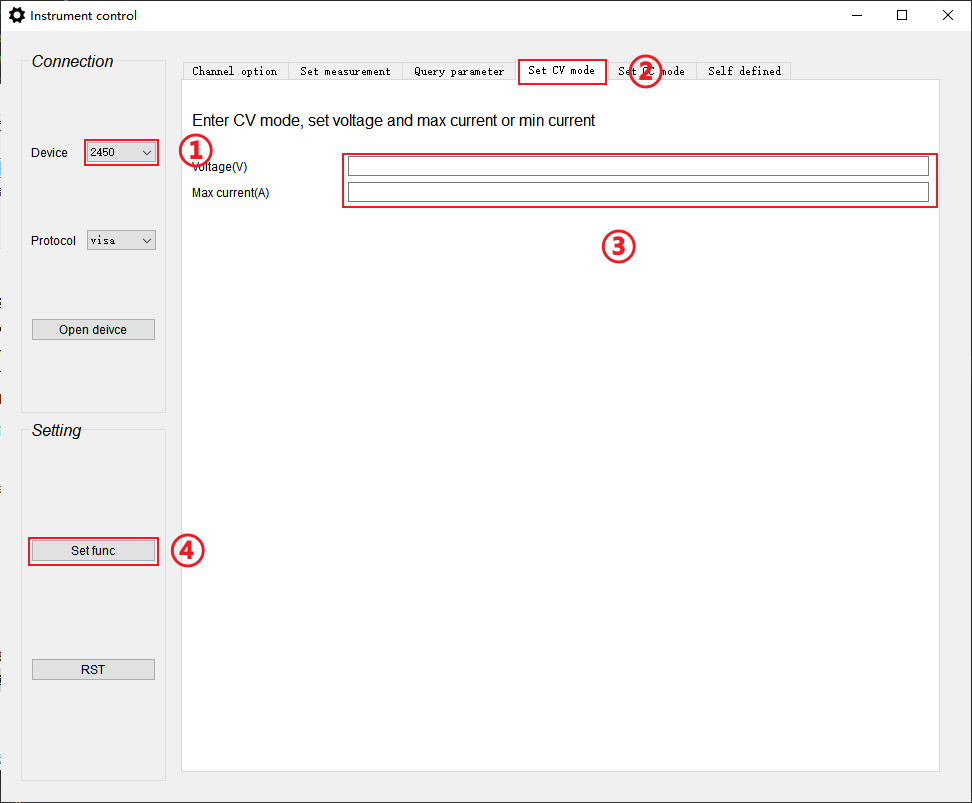 Instrument control
Connection
Channel option Set measurement Query parameter Set CV mode Set CC mode Self defined
②
Enter CV mode, set voltage and max current or min current
Device 2450
①
Voltage(V)
Max current(A)
Protocol visa
③
Open deivce
Setting
Set func
④
RST